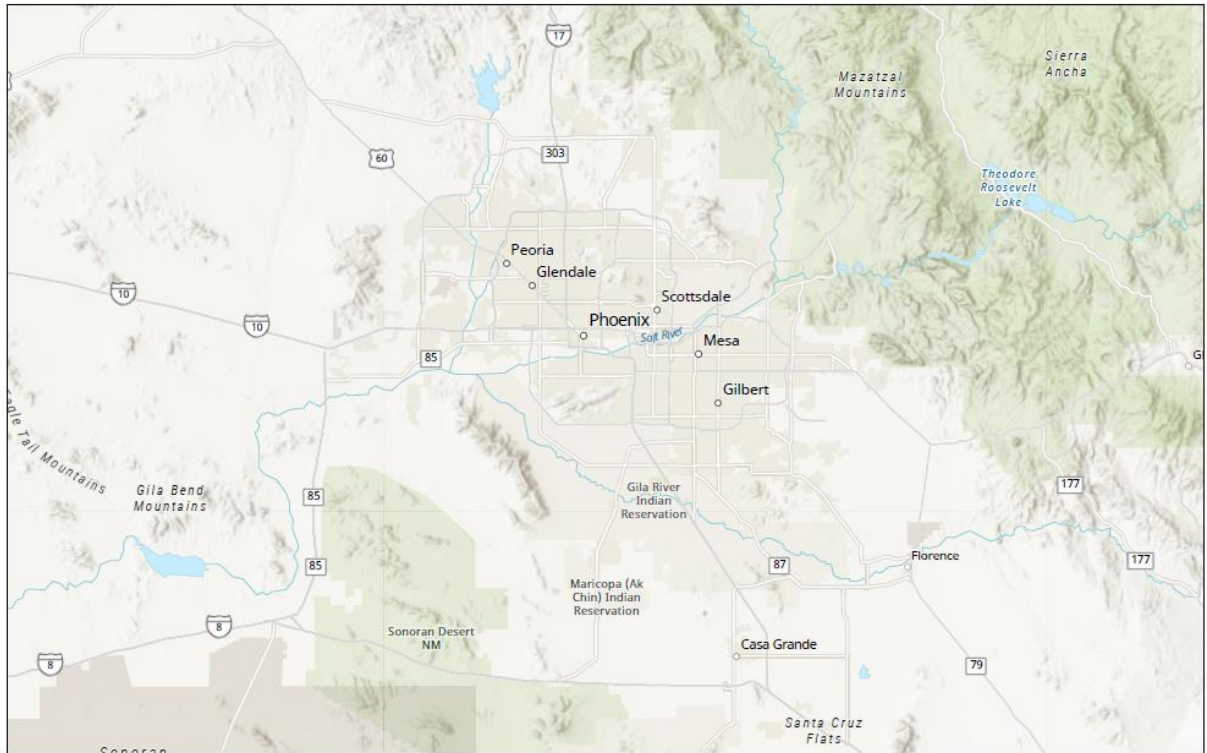 17
Sierra
Ancha
Mazatzal
Mountains
60
303
Theodore
Roosevelt
Lake
Peoria
Glendale
10
Scottsdale
10
Phoenix
Salt River
Mesa
85
Gilbert
Tail Mountains
Gila Bend
Mountains
85
Gila River
Indian
Reservation
177
Florence
177
85
87
Maricopa (Ak
Chin) Indian
Reservation
8
Sonoran Desert
NM
Casa Grande
8
79
Santa Cruz
Flats
Sonoran